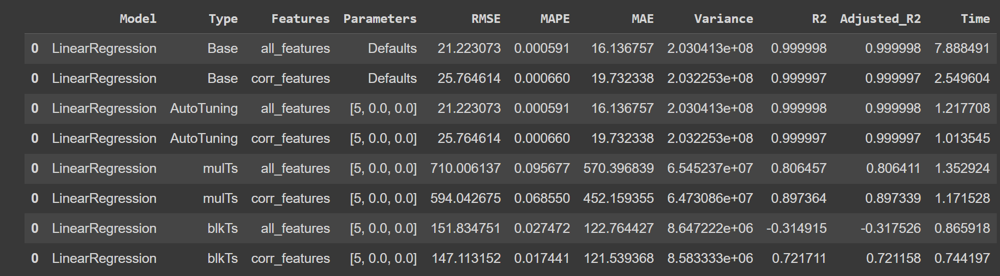 Model Type Features Parameters RMSE MAPE MAE Variance R2 Adjusted_R2 Time
0 LinearRegression Base all_features Defaults 21.223073 0.000591 16.136757 2.030413e+08 0.999998 0.999998 7.888491
0 LinearRegression Base corr_features Defaults 25.764614 0.000660 19.732338 2.032253e+08 0.999997 0.999997 2.549604
0 LinearRegression AutoTuning all_features [5, 0.0, 0.0] 21.223073 0.000591 16.136757 2.030413e+08 0.999998 0.999998 1.217708
0 LinearRegression AutoTuning corr_features [5, 0.0, 0.0] 25.764614 0.000660 19.732338 2.032253e+08 0.999997 0.999997 1.013545
0 LinearRegression mulTs all_features [5, 0.0, 0.0] 710.006137 0.095677 570.396839 6.545237e+07 0.806457 0.806411 1.352924
0 LinearRegression mulTs corr_features [5, 0.0, 0.0] 594.042675 0.068550 452.159355 6.473086e+07 0.897364 0.897339 1.171528
0 LinearRegression blkTs all_features [5, 0.0, 0.0] 151.834751 0.027472 122.764427 8.647222e+06 -0.314915 -0.317526 0.865918
0 LinearRegression blkTs corr_features [5, 0.0, 0.0] 147.113152 0.017441 121.539368 8.583333e+06 0.721711 0.721158 0.744197